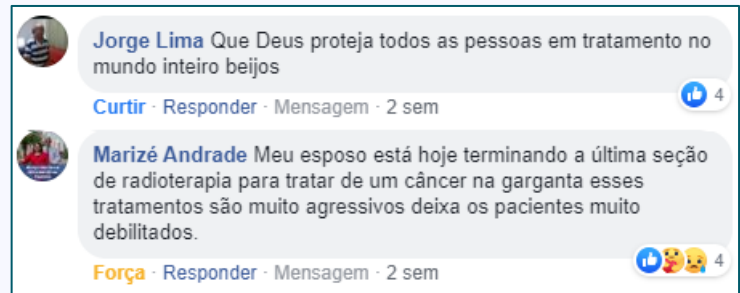 Jorge Lima Que Deus proteja todos as pessoas em tratamento no
mundo inteiro beijos
Curtir · Responder · Mensagem · 2 sem
4
Marizé Andrade Meu esposo está hoje terminando a última seção
de radioterapia para tratar de um câncer na garganta esses
tratamentos são muito agressivos deixa os pacientes muito
debilitados.
4
Força · Responder · Mensagem · 2 sem